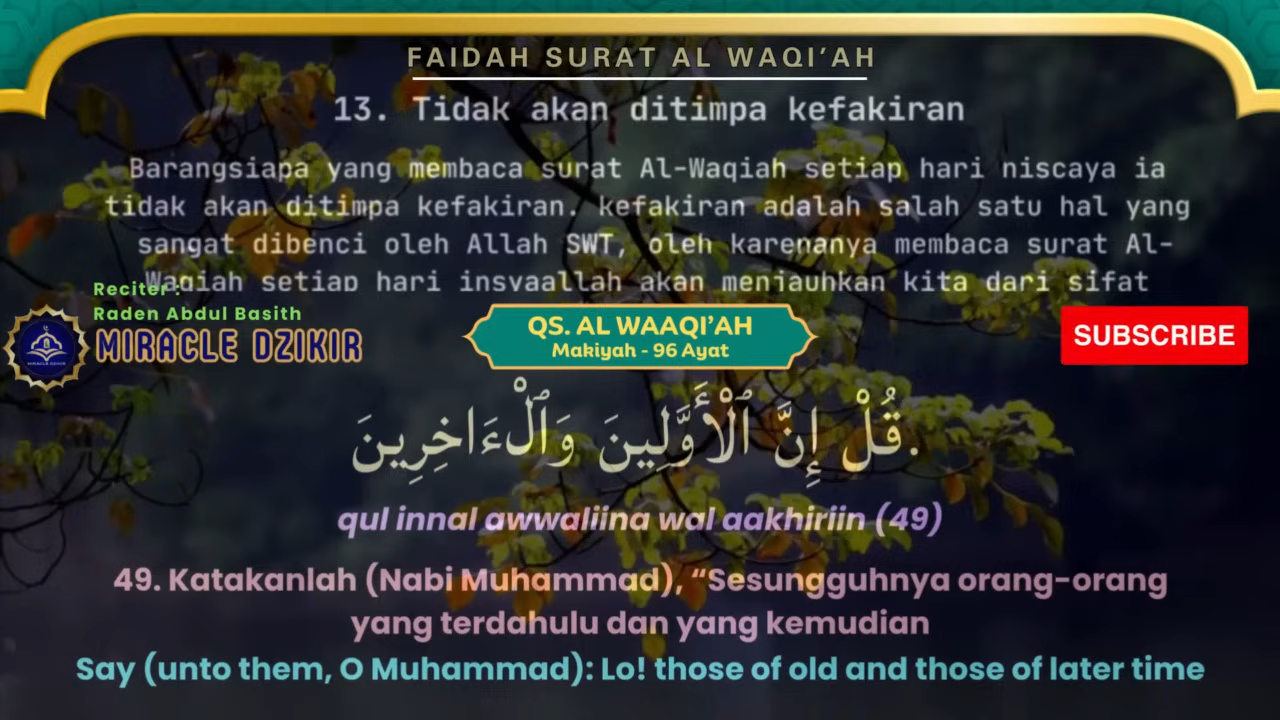 FAIDAH SURAT AL WAQI’AH
13. Tidak akan ditimpa kefakiran
Barangsiapa yang membaca surat Al-Waqiah setiap hari niscaya ia
tidak akan ditimpa kefakiran. kefakiran adalah salah satu hal yang
sangat dibenci oleh Allah SWT, oleh karenanya membaca surat Al-
Waqiah setiap hari insyaallah akan menjauhkan kita dari sifat
Reciter :
Raden Abdul Basith
MIRACLE DZIKIR
QS. AL WAAQI’AH
Makiyah - 96 Ayat
SUBSCRIBE
قُلْ إِنَّ ٱلْأَوَّلِينَ وَٱلْءَاخِرِينَ.
qul innal awwaliina wal aakhiriin (49)
49. Katakanlah (Nabi Muhammad), “Sesungguhnya orang-orang
yang terdahulu dan yang kemudian
Say (unto them, O Muhammad): Lo! those of old and those of later time